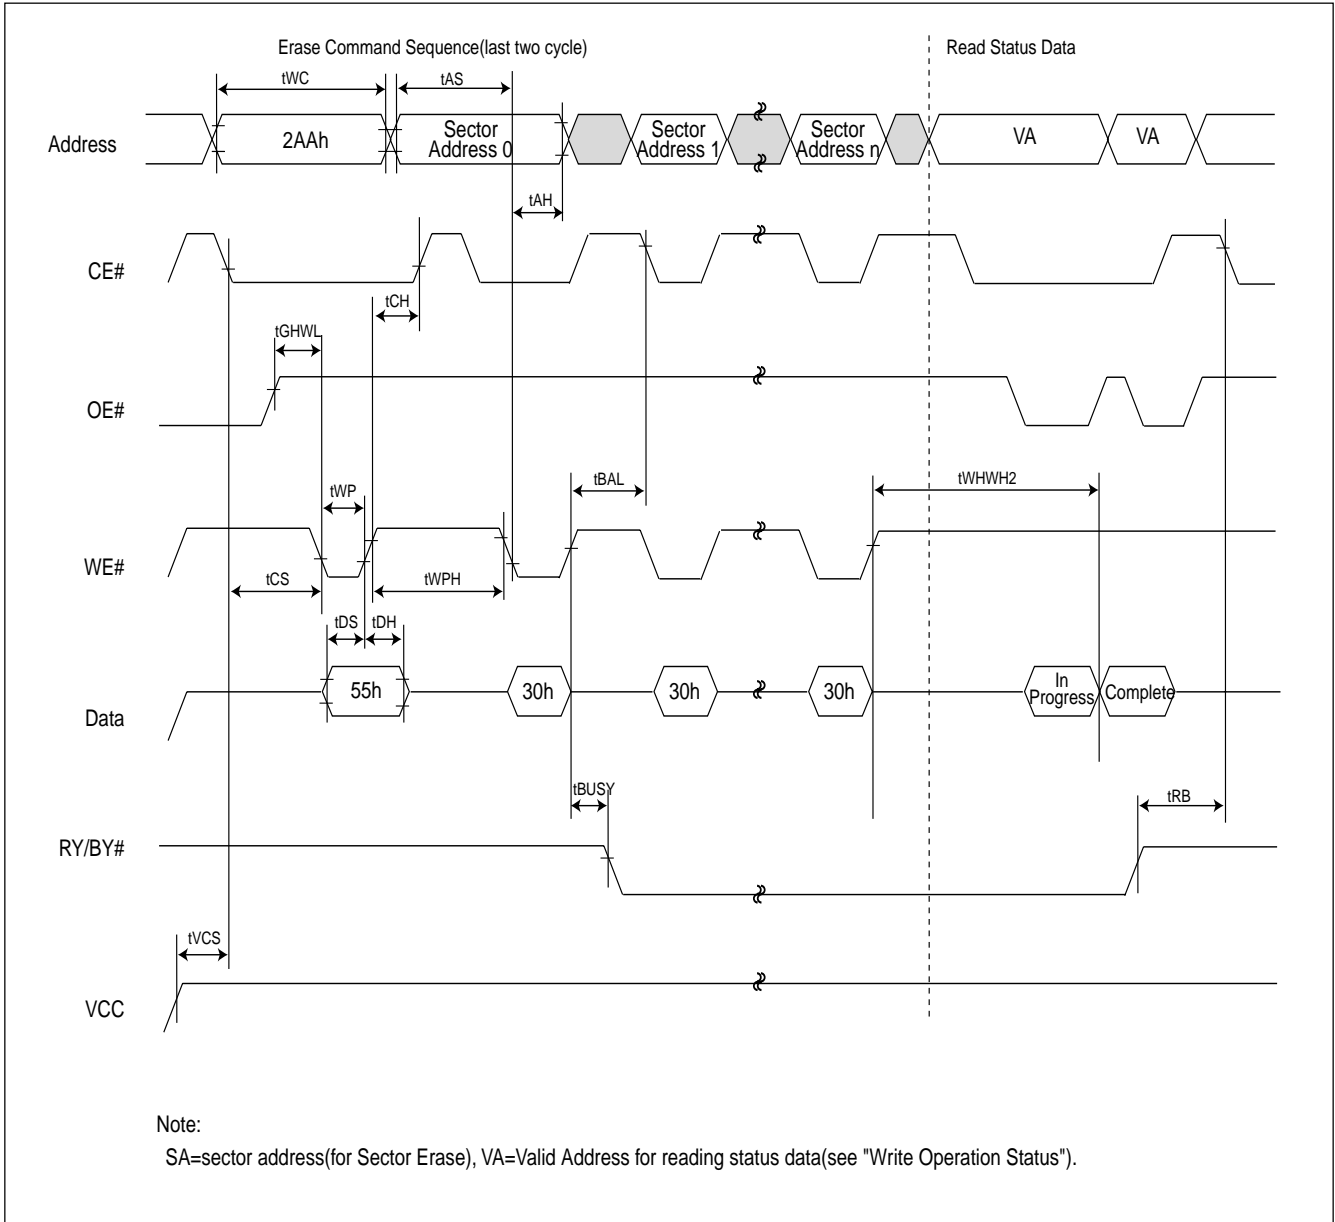 Erase Command Sequence(last two cycle)
Read Status Data
tWC
tAS
Address
2AAh
Sector
Address 0
Sector
Address 1
Sector
Address n
VA
VA
tAH
CE#
tCH
tGHWL
OE#
tBAL
tWHWH2
tWP
WE#
tCS
tWPH
tDS
tDH
Data
55h
30h
30h
30h
In
Progress
Complete
tBUSY
tRB
RY/BY#
tVCS
VCC
Note:
SA=sector address(for Sector Erase), VA=Valid Address for reading status data(see "Write Operation Status").